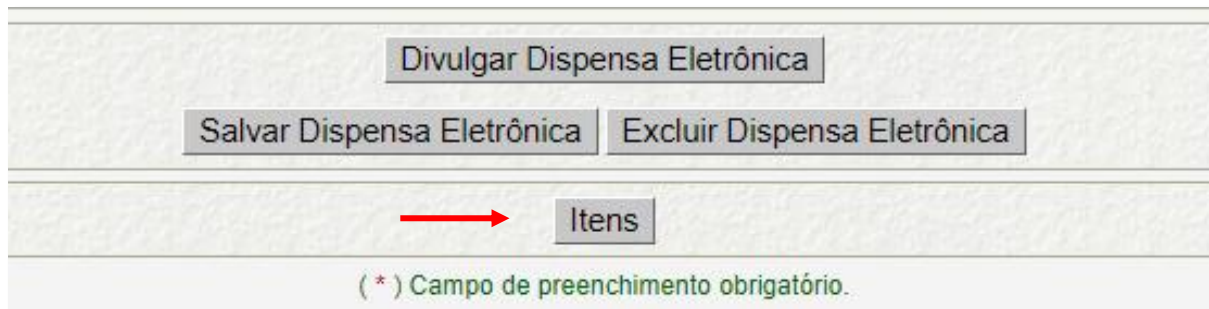 Divulgar Dispensa Eletrônica
Salvar Dispensa Eletrônica Excluir Dispensa Eletrônica
Itens
( * ) Campo de preenchimento obrigatório.